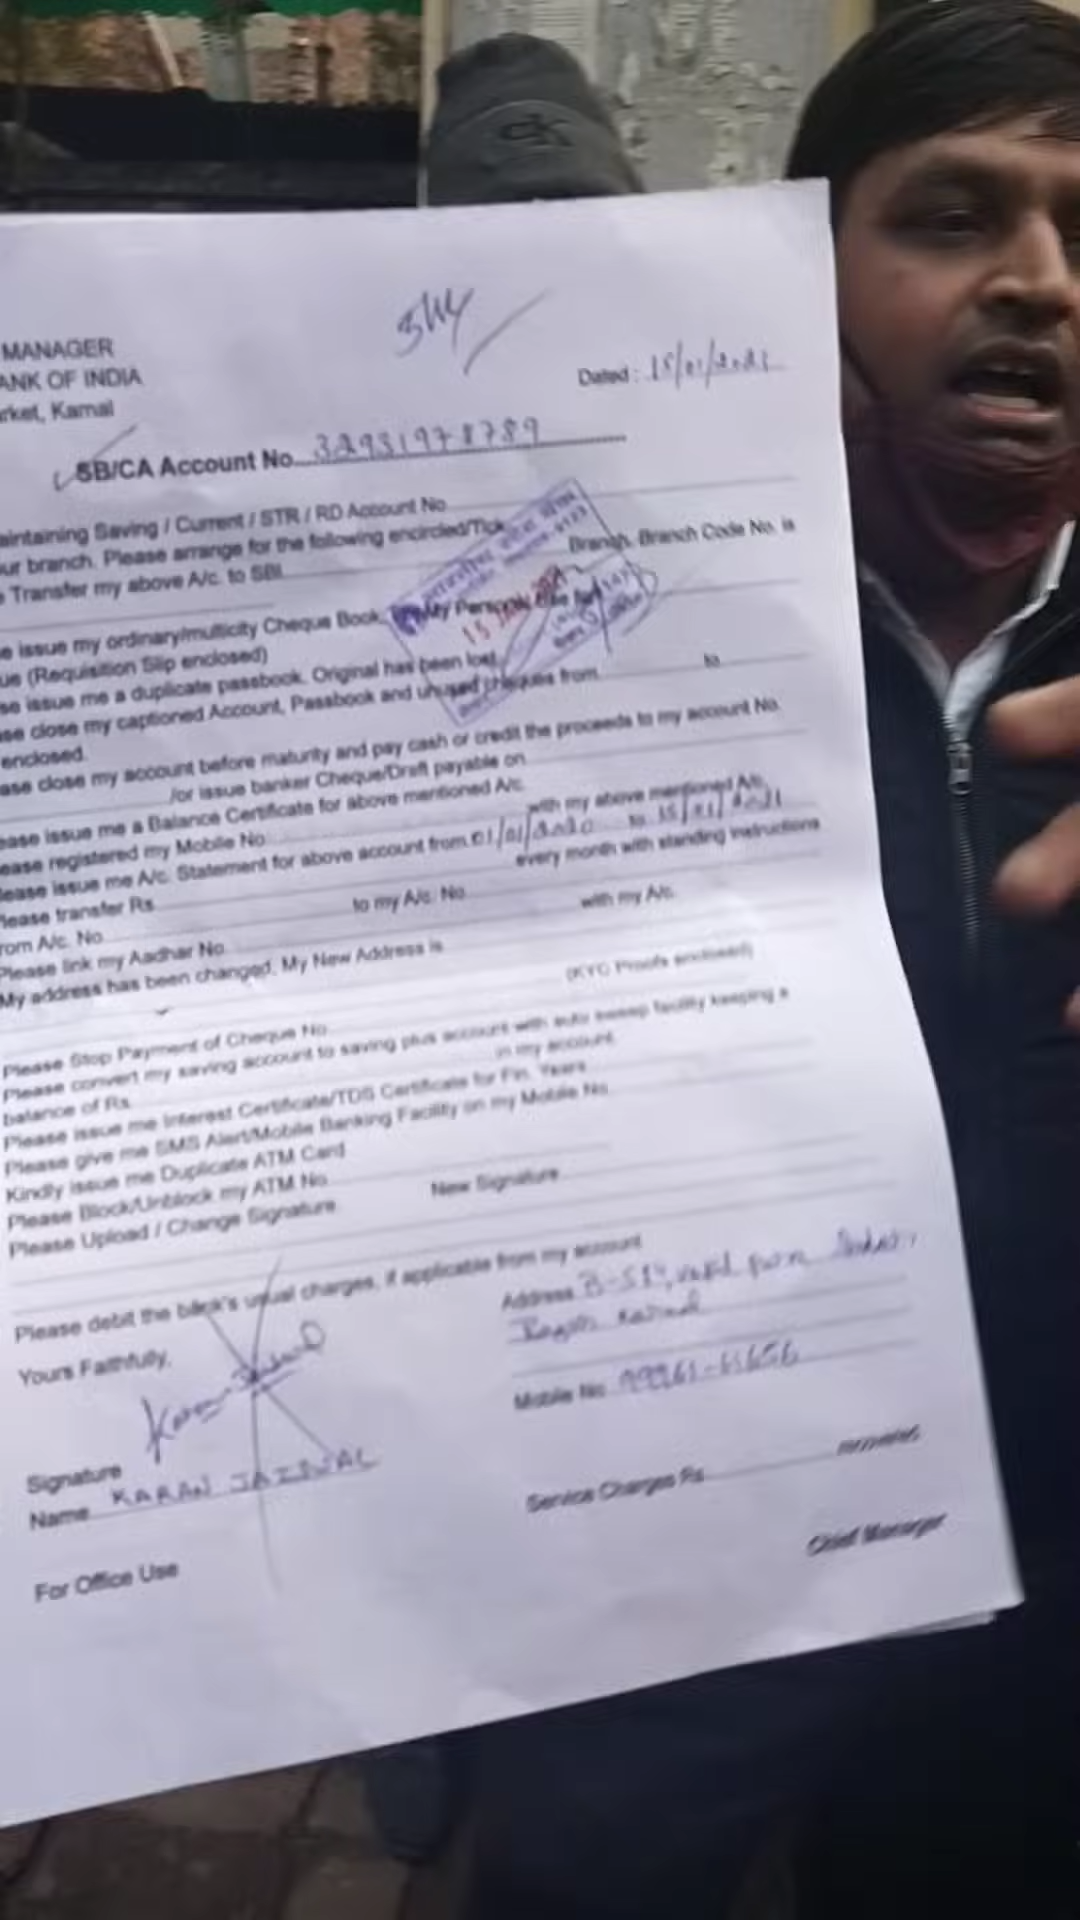 CK
MANAGER
ANK OF INDIA
rket, Karnal
Dated : 15/01/2021
SB/CA Account No. 32931978789
aintaining Saving / Current / STR / RD Account No
ur branch. Please arrange for the following encircled/Tick
Transfer my above A/c. to SBI Branch. Branch Code No. is
e issue my ordinary/multicity Cheque Book, My Personal
ue (Requisition Slip enclosed)
se issue me a duplicate passbook. Original has been lost
ase close my captioned Account, Passbook and unused cheques from to
enclosed.
ase close my account before maturity and pay cash or credit the proceeds to my account No.
/or issue banker Cheque/Draft payable on
ease issue me a Balance Certificate for above mentioned A/c.
ease registered my Mobile No with my above mentioned A/c.
lease issue me A/c. Statement for above account from 01/01/2020 to 15/01/2021
lease transfer Rs. to my A/c. No. every month with standing instructions
rom A/c. No.
Please link my Aadhar No. with my A/c.
My address has been changed. My New Address is
(KYC Proofs enclosed)
Please Stop Payment of Cheque No.
Please convert my saving account to saving plus account with auto sweep facility keeping a
balance of Rs. in my account.
Please issue me Interest Certificate/TDS Certificate for Fin. Years
Please give me SMS Alert/Mobile Banking Facility on my Mobile No.
Kindly issue me Duplicate ATM Card
Please Block/Unblock my ATM No.
Please Upload / Change Signature New Signature
Please debit the bank's usual charges, if applicable from my account
Yours Faithfully, Address
Karnal
Mobile No 99961-61656
Signature Karan
Name KARAN JAISWAL
Service Charges Rs.
For Office Use
Chief Manager